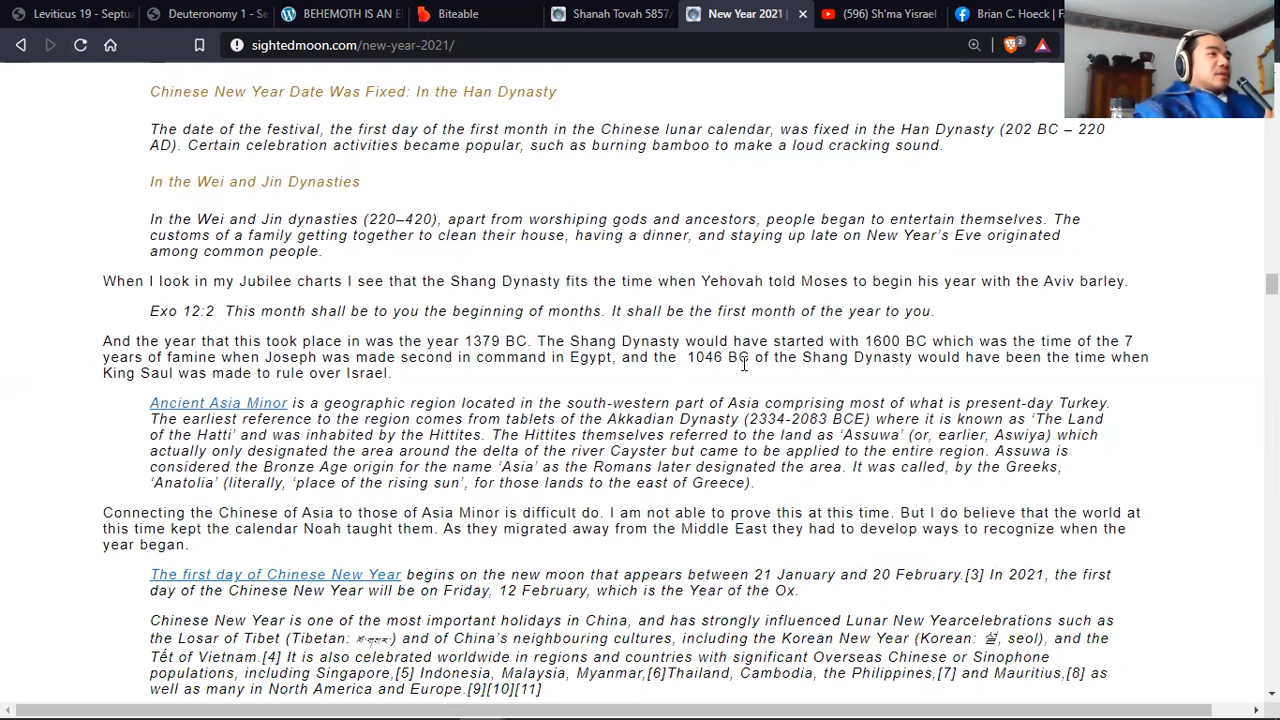 Leviticus 19 - Septua
Deuteronomy 1 - Se
BEHEMOTH IS AN E
Biteable
Shanah Tovah 5857/
New Year 2021
(596) Sh'ma Yisrael
Brian C. Hoeck | F
sightedmoon.com/new-year-2021/
2
Chinese New Year Date Was Fixed: In the Han Dynasty
The date of the festival, the first day of the first month in the Chinese lunar calendar, was fixed in the Han Dynasty (202 BC – 220
AD). Certain celebration activities became popular, such as burning bamboo to make a loud cracking sound.
In the Wei and Jin Dynasties
In the Wei and Jin dynasties (220–420), apart from worshiping gods and ancestors, people began to entertain themselves. The
customs of a family getting together to clean their house, having a dinner, and staying up late on New Year's Eve originated
among common people.
When I look in my Jubilee charts I see that the Shang Dynasty fits the time when Yehovah told Moses to begin his year with the Aviv barley.
Exo 12:2 This month shall be to you the beginning of months. It shall be the first month of the year to you.
And the year that this took place in was the year 1379 BC. The Shang Dynasty would have started with 1600 BC which was the time of the 7
years of famine when Joseph was made second in command in Egypt, and the 1046 BC of the Shang Dynasty would have been the time when
King Saul was made to rule over Israel.
Ancient Asia Minor is a geographic region located in the south-western part of Asia comprising most of what is present-day Turkey.
The earliest reference to the region comes from tablets of the Akkadian Dynasty (2334-2083 BCE) where it is known as 'The Land
of the Hatti' and was inhabited by the Hittites. The Hittites themselves referred to the land as 'Assuwa' (or, earlier, Aswiya) which
actually only designated the area around the delta of the river Cayster but came to be applied to the entire region. Assuwa is
considered the Bronze Age origin for the name 'Asia' as the Romans later designated the area. It was called, by the Greeks,
'Anatolia' (literally, 'place of the rising sun', for those lands to the east of Greece).
Connecting the Chinese of Asia to those of Asia Minor is difficult do. I am not able to prove this at this time. But I do believe that the world at
this time kept the calendar Noah taught them. As they migrated away from the Middle East they had to develop ways to recognize when the
year began.
The first day of Chinese New Year begins on the new moon that appears between 21 January and 20 February.[3] In 2021, the first
day of the Chinese New Year will be on Friday, 12 February, which is the Year of the Ox.
Chinese New Year is one of the most important holidays in China, and has strongly influenced Lunar New Yearcelebrations such as
the Losar of Tibet (Tibetan: ) and of China's neighbouring cultures, including the Korean New Year (Korean: 설, seol), and the
Tết of Vietnam.[4] It is also celebrated worldwide in regions and countries with significant Overseas Chinese or Sinophone
populations, including Singapore,[5] Indonesia, Malaysia, Myanmar,[6]Thailand, Cambodia, the Philippines,[7] and Mauritius,[8] as
well as many in North America and Europe.[9][10][11]